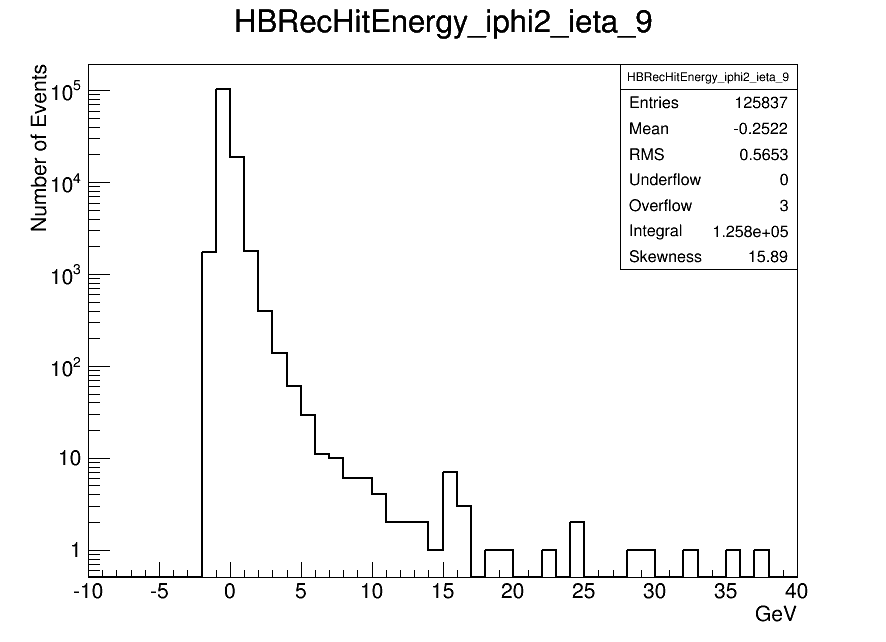 HBRecHitEnergy_iphi2_ieta_9
Number of Events
HBRecHitEnergy_iphi2_ieta_9
Entries 125837
Mean -0.2522
RMS 0.5653
Underflow 0
Overflow 3
Integral 1.258e+05
Skewness 15.89
10^5
10^4
10^3
10^2
10
1
-10 -5 0 5 10 15 20 25 30 35 40
GeV